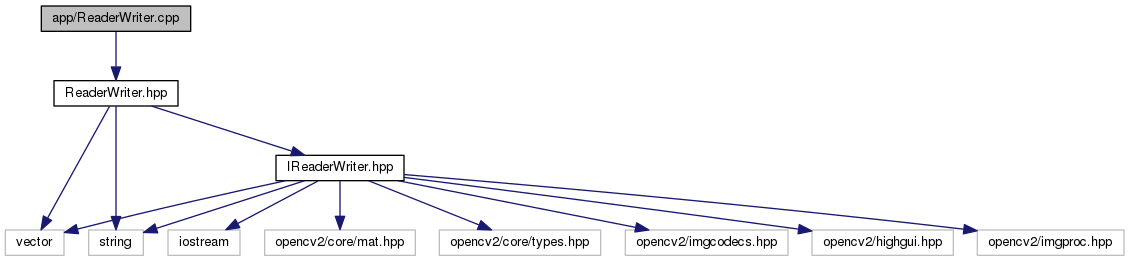 app/ReaderWriter.cpp
ReaderWriter.hpp
IReaderWriter.hpp
vector
string
iostream
opencv2/core/mat.hpp
opencv2/core/types.hpp
opencv2/imgcodecs.hpp
opencv2/highgui.hpp
opencv2/imgproc.hpp